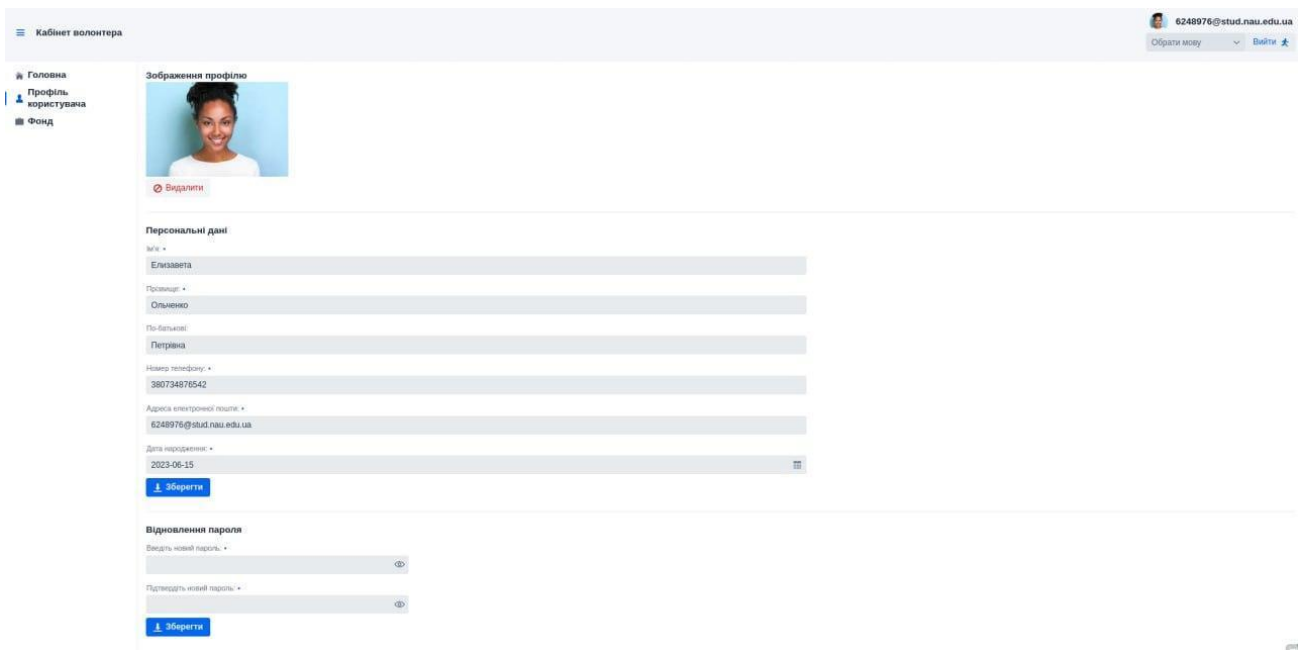 Кабінет волонтера
6248976@stud.nau.edu.ua
Обрати мову
Вийти
Головна
Профіль
користувача
Фонд
Зображення профілю
Видалити
Персональні дані
Ім'я: •
Елизавета
Прізвище: •
Ольченко
По-батькові:
Петрівна
Номер телефону: •
380734876542
Адреса електронної пошти: •
6248976@stud.nau.edu.ua
Дата народження: •
2023-06-15
Зберегти
Відновлення пароля
Введіть новий пароль: •
Підтвердіть новий пароль: •
Зберегти